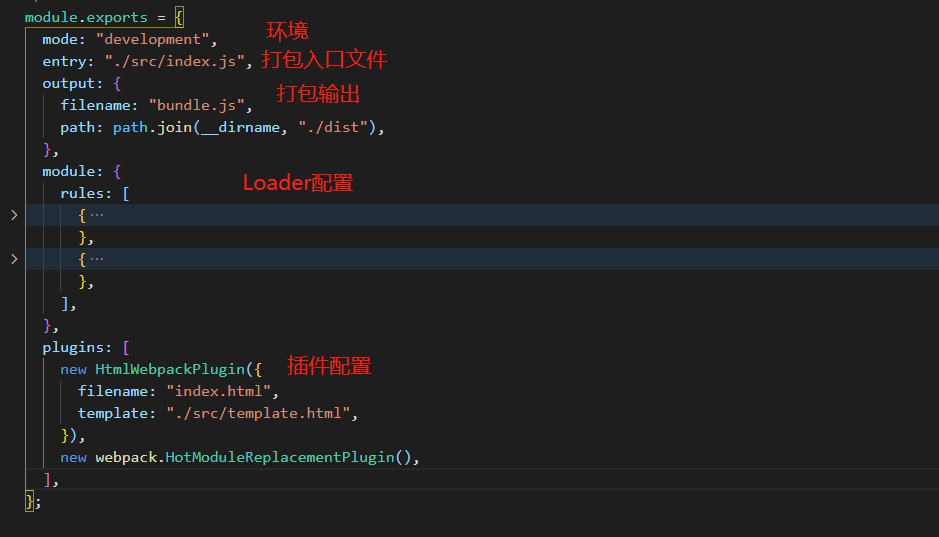 module.exports = {
mode: "development", 环境
entry: "./src/index.js", 打包入口文件
output: { 打包输出
filename: "bundle.js",
path: path.join(__dirname, "./dist"),
},
module: {
rules: [ Loader配置
{ ···
},
{ ···
},
],
},
plugins: [
new HtmlWebpackPlugin({ 插件配置
filename: "index.html",
template: "./src/template.html",
}),
new webpack.HotModuleReplacementPlugin(),
],
};